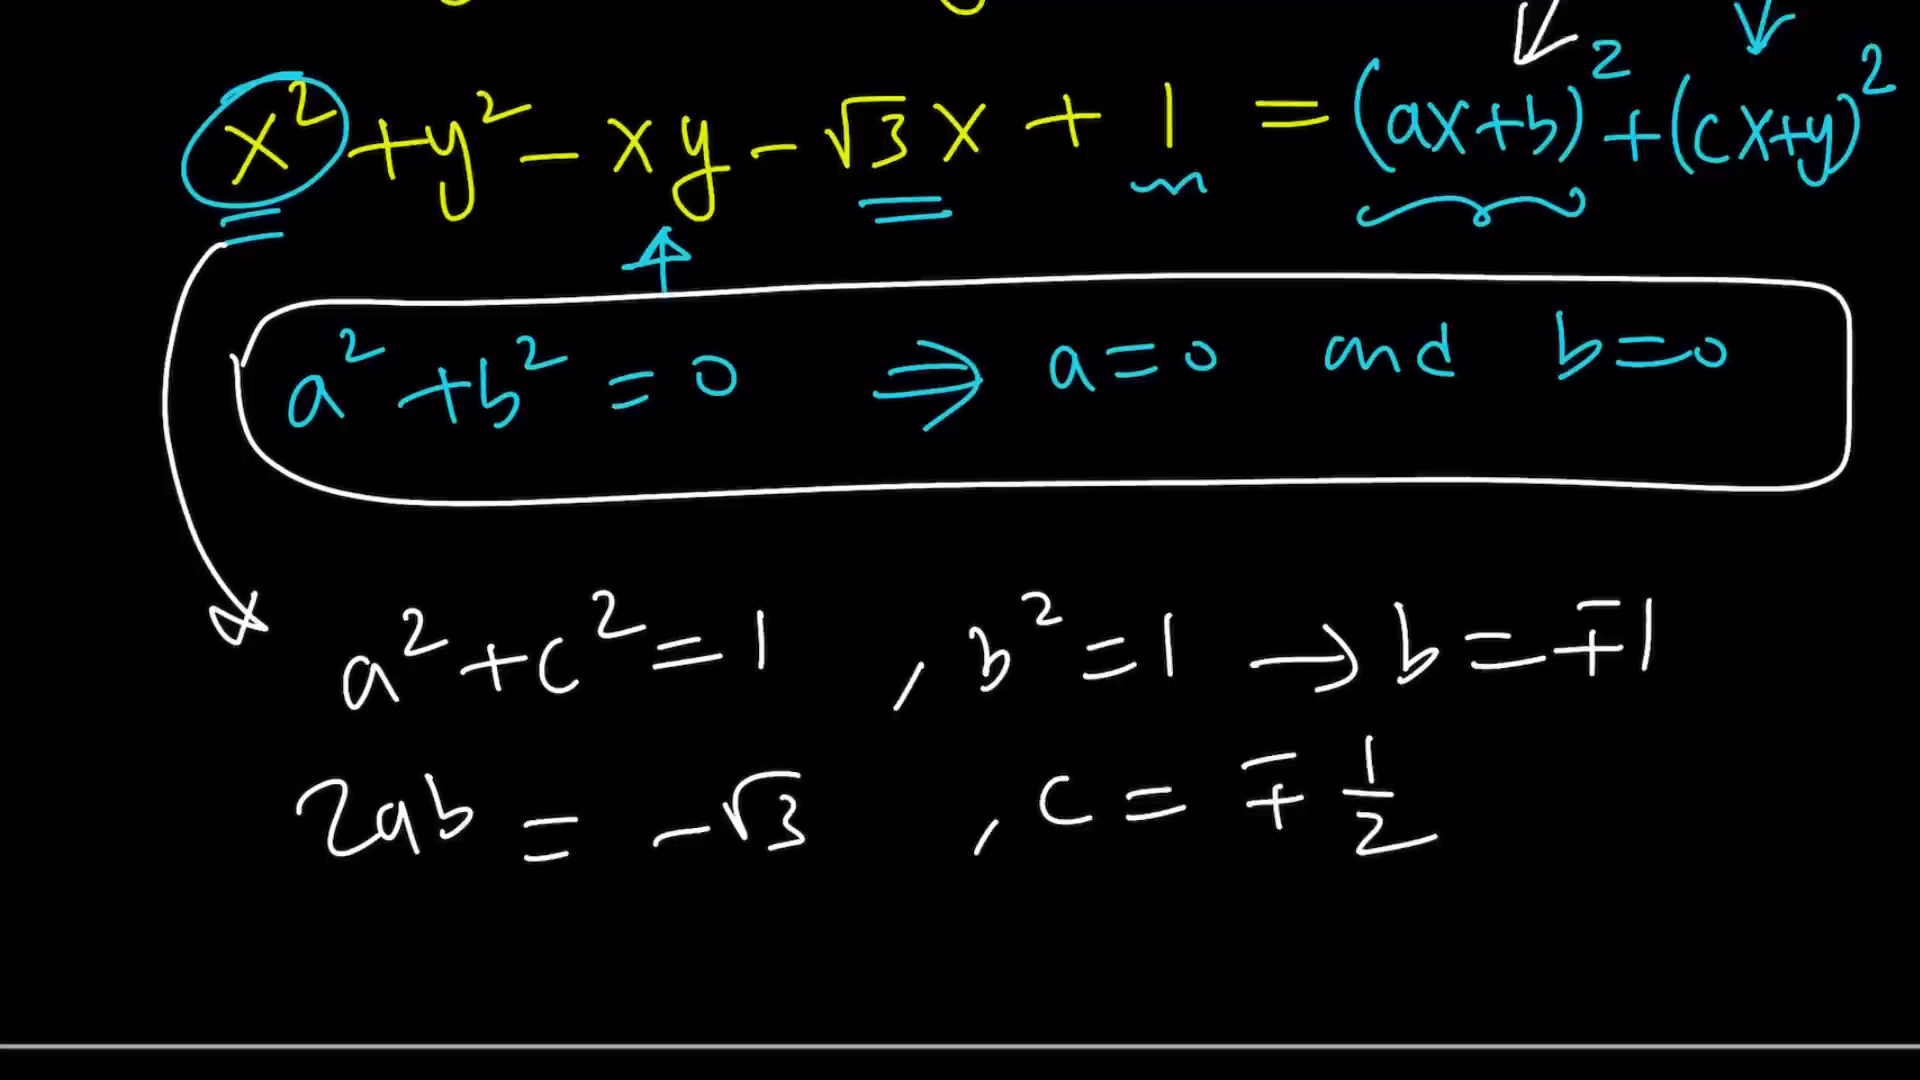 x² + y² - xy - √3x + 1 = (ax+b)² + (cx+y)²
a² + b² = 0 ⇒ a=0 and b=0
a² + c² = 1 , b² = 1 → b = ∓1
2ab = -√3 , c = ∓ 1/2